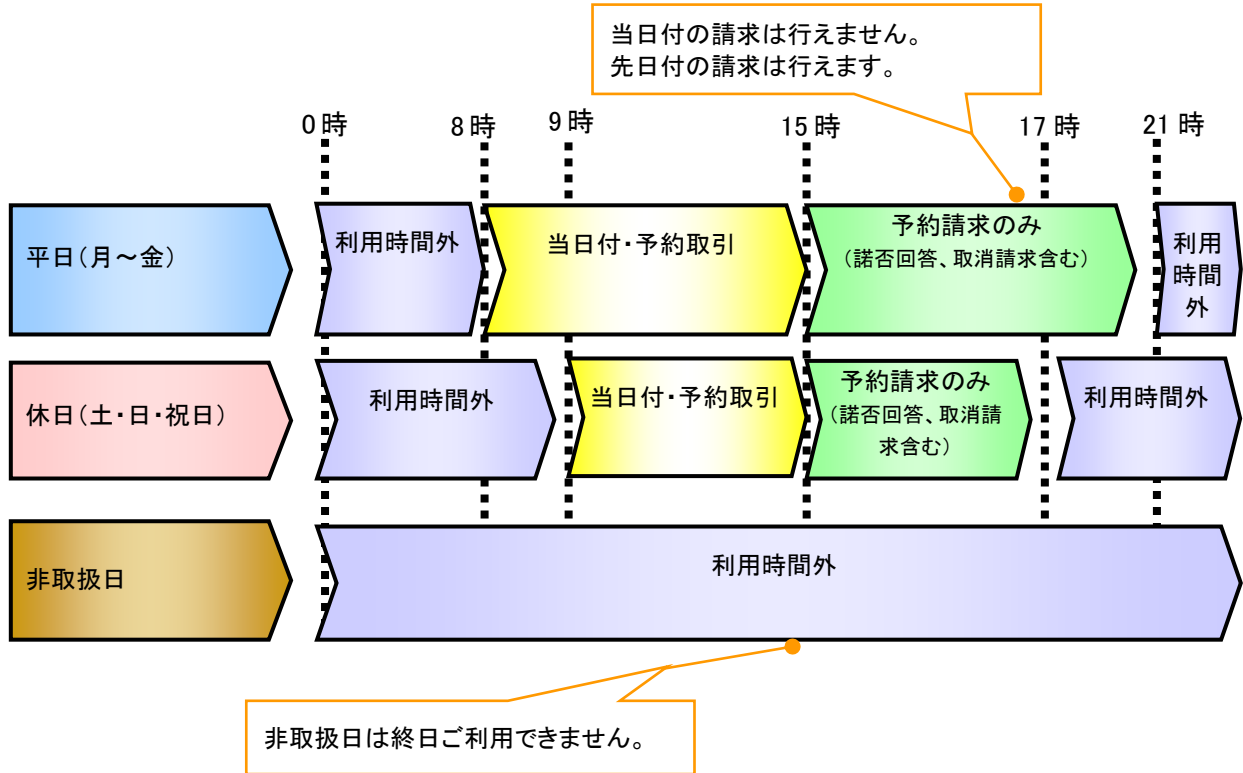 当日付の請求は行えません。
先日付の請求は行えます。
0時
8時
9時
15時
17時
21時
平日(月~金)
利用時間外
当日付・予約取引
予約請求のみ
(諾否回答、取消請求含む)
利用
時間
外
休日(土・日・祝日)
利用時間外
当日付・予約取引
予約請求のみ
(諾否回答、取消請
求含む)
利用時間外
非取扱日
利用時間外
非取扱日は終日ご利用できません。